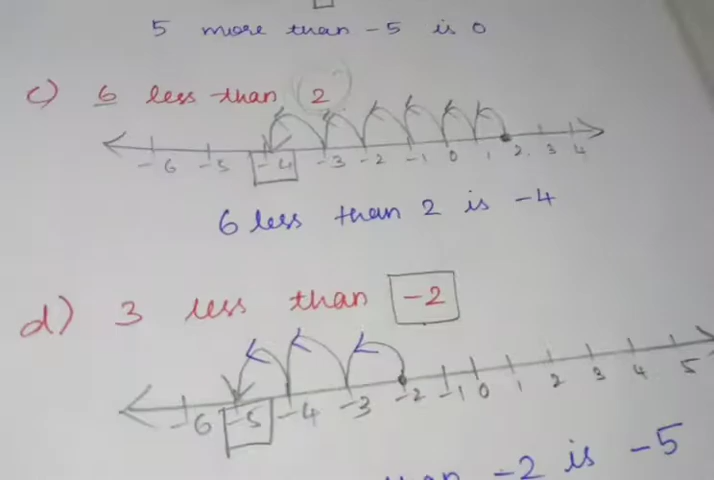 5 more than -5 is 0
c) 6 less than 2
-6 -5 -4 -3 -2 -1 0 1 2 3 4
6 less than 2 is -4
d) 3 less than -2
-6 -5 -4 -3 -2 -1 0 1 2 3 4 5
-2 is -5